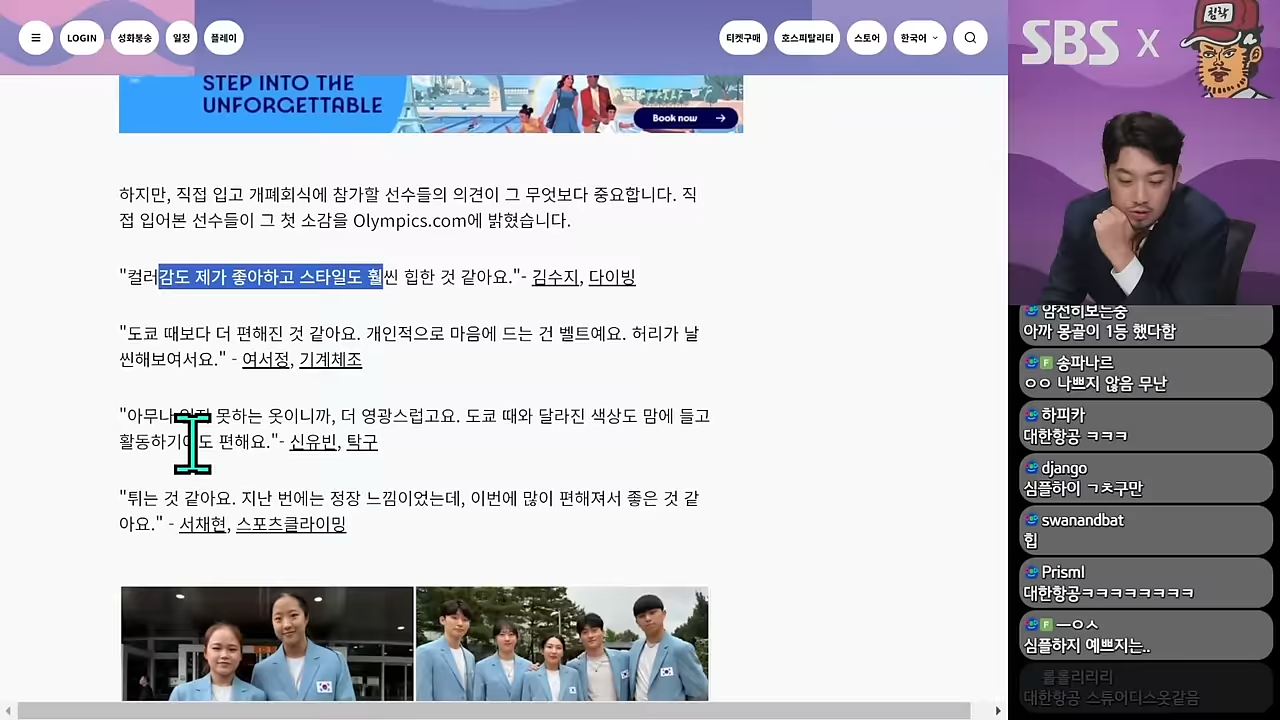 LOGIN
성화봉송
일정
플레이
티켓구매
호스피탈리티
스토어
한국어
SBS X
침착
STEP INTO THE
UNFORGETTABLE
Book now
하지만, 직접 입고 개폐회식에 참가할 선수들의 의견이 그 무엇보다 중요합니다. 직
접 입어본 선수들이 그 첫 소감을 Olympics.com에 밝혔습니다.
"컬러감도 제가 좋아하고 스타일도 훨씬 힙한 것 같아요."- 김수지, 다이빙
"도쿄 때보다 더 편해진 것 같아요. 개인적으로 마음에 드는 건 벨트예요. 허리가 날
씬해보여서요." - 여서정, 기계체조
"아무나 못하는 옷이니까, 더 영광스럽고요. 도쿄 때와 달라진 색상도 맘에 들고
활동하기에도 편해요."- 신유빈, 탁구
"튀는 것 같아요. 지난 번에는 정장 느낌이었는데, 이번에 많이 편해져서 좋은 것 같
아요." - 서채현, 스포츠클라이밍
얌전히보는중
아까 몽골이 1등 했다함
송파나르
ㅇㅇ 나쁘지 않음 무난
하피카
대한항공 ㅋㅋㅋ
django
심플하이 ㄱㅊ구만
swanandbat
힙
Prisml
대한항공ㅋㅋㅋㅋㅋㅋㅋㅋ
ㅡㅇㅅ
심플하지 예쁘지는..
롤롤리리리
대한항공 스튜어디스옷같음